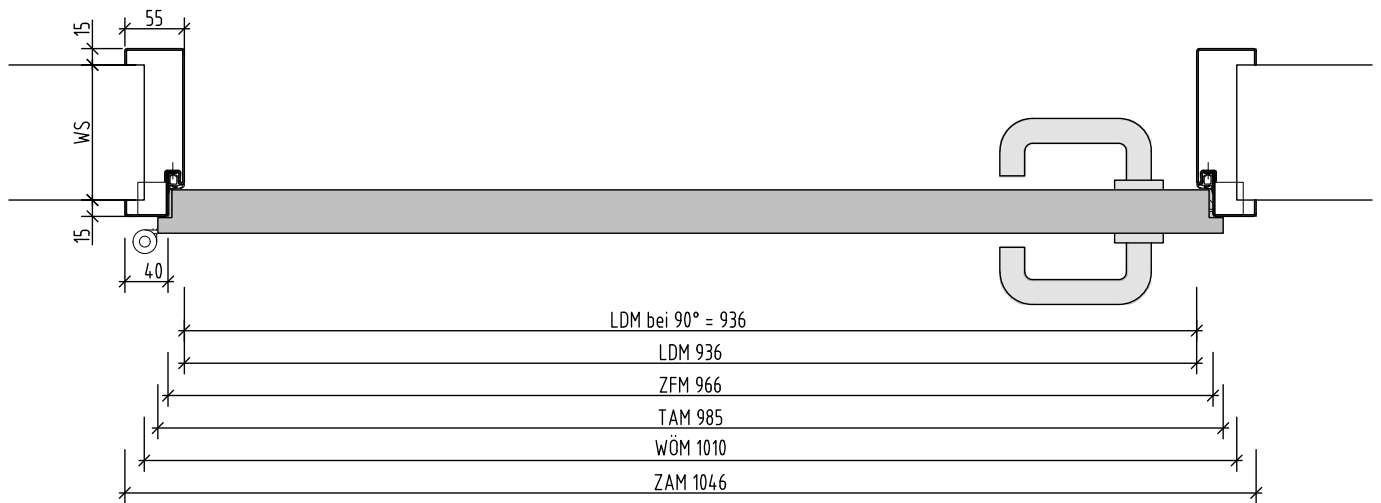 55
15
WS
15
40
LDM bei 90° = 936
LDM 936
ZFM 966
TAM 985
WÖM 1010
ZAM 1046